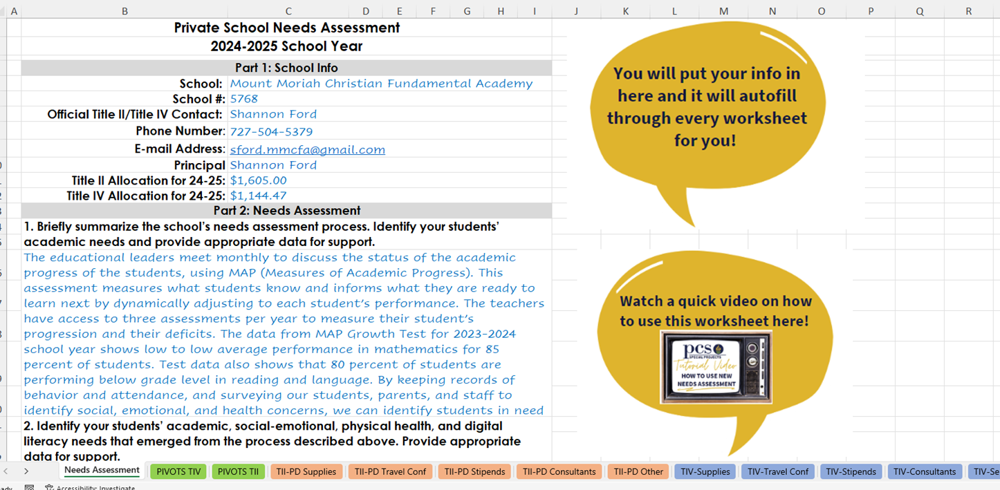 A B C D E F G H I J K L M N O P Q R
Private School Needs Assessment
2024-2025 School Year
Part 1: School Info
School: Mount Moriah Christian Fundamental Academy
School #: 5768
Official Title II/Title IV Contact: Shannon Ford
Phone Number: 727-504-5379
E-mail Address: sford.mmcfa@gmail.com
Principal Shannon Ford
Title II Allocation for 24-25: $1,605.00
Title IV Allocation for 24-25: $1,144.47
Part 2: Needs Assessment
1. Briefly summarize the school's needs assessment process. Identify your students'
academic needs and provide appropriate data for support.
The educational leaders meet monthly to discuss the status of the academic
progress of the students, using MAP (Measures of Academic Progress). This
assessment measures what students know and informs what they are ready to
learn next by dynamically adjusting to each student's performance. The teachers
have access to three assessments per year to measure their student's
progression and their deficits. The data from MAP Growth Test for 2023-2024
school year shows low to low average performance in mathematics for 85
percent of students. Test data also shows that 80 percent of students are
performing below grade level in reading and language. By keeping records of
behavior and attendance, and surveying our students, parents, and staff to
identify social, emotional, and health concerns, we can identify students in need
2. Identify your students' academic, social-emotional, physical health, and digital
literacy needs that emerged from the process described above. Provide appropriate
data for support.
You will put your info in
here and it will autofill
through every worksheet
for you!
Watch a quick video on how
to use this worksheet here!
pcs
SPECIAL PROJECTS
Tutorial Video
HOW TO USE NEW
NEEDS ASSESSMENT
Needs Assessment PIVOTS TIV PIVOTS TII TII-PD Supplies TII-PD Travel Conf TII-PD Stipends TII-PD Consultants TII-PD Other TIV-Supplies TIV-Travel Conf TIV-Stipends TIV-Consultants TIV-Se
Accessibility: Investigate